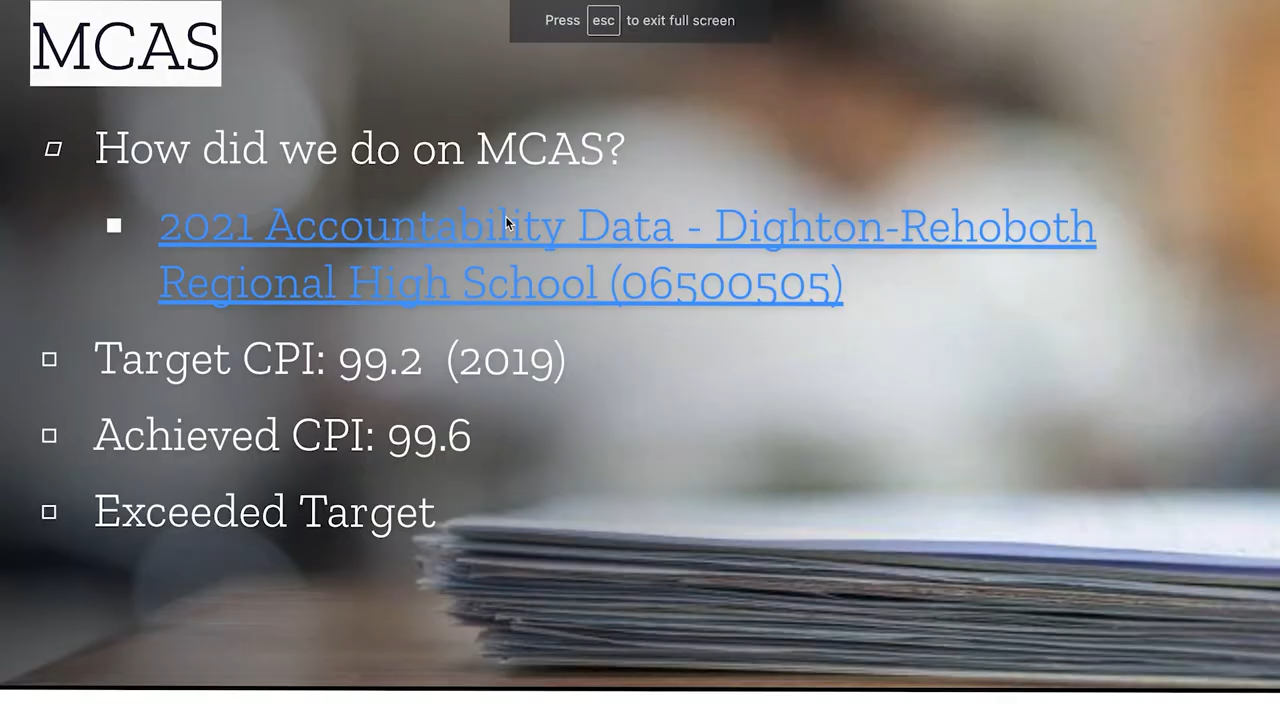 MCAS
Press esc to exit full screen
How did we do on MCAS?
2021 Accountability Data - Dighton-Rehoboth
Regional High School (06500505)
Target CPI: 99.2 (2019)
Achieved CPI: 99.6
Exceeded Target